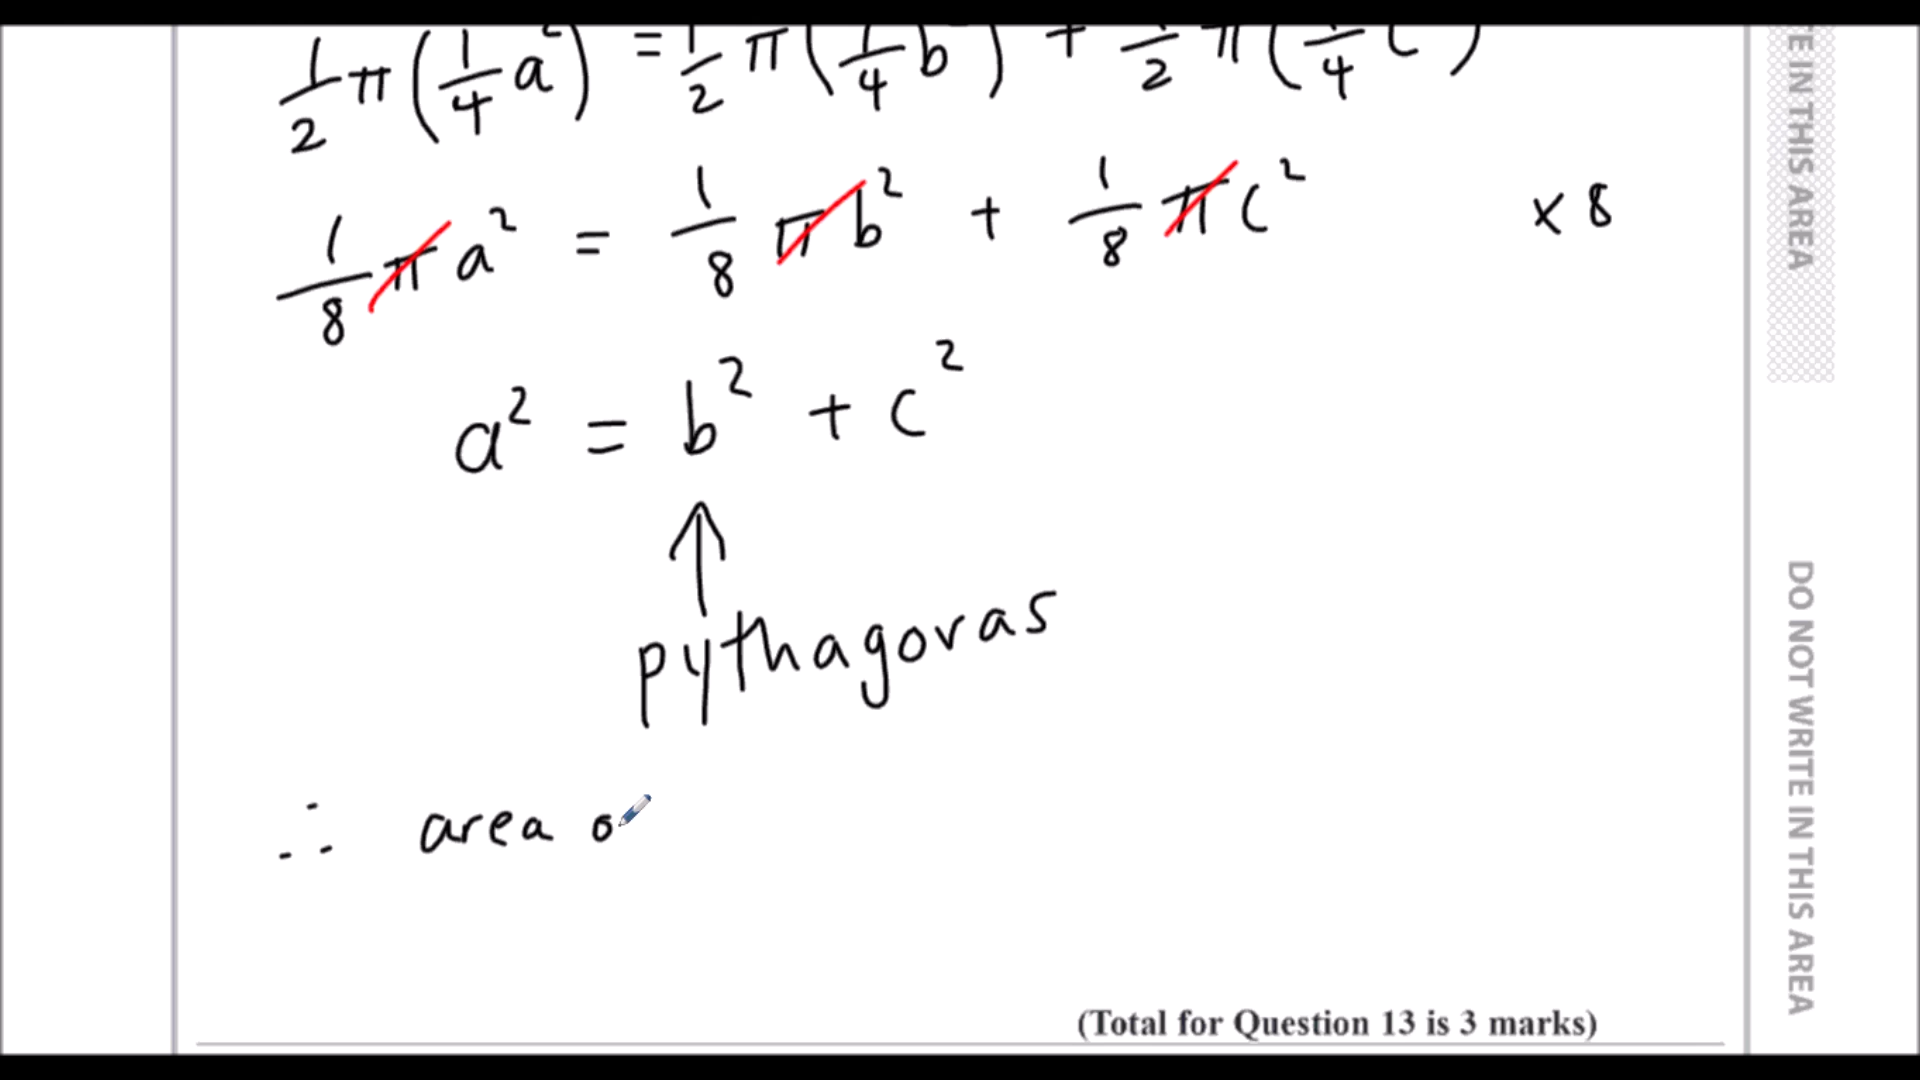 1/2 π(1/4 a²) = 1/2 π(1/4 b²) + 1/2 π(1/4 c²)
1/8 π a² = 1/8 π b² + 1/8 π c² × 8
a² = b² + c²
↑
pythagoras
∴ area o
(Total for Question 13 is 3 marks)
TE IN THIS AREA
DO NOT WRITE IN THIS AREA